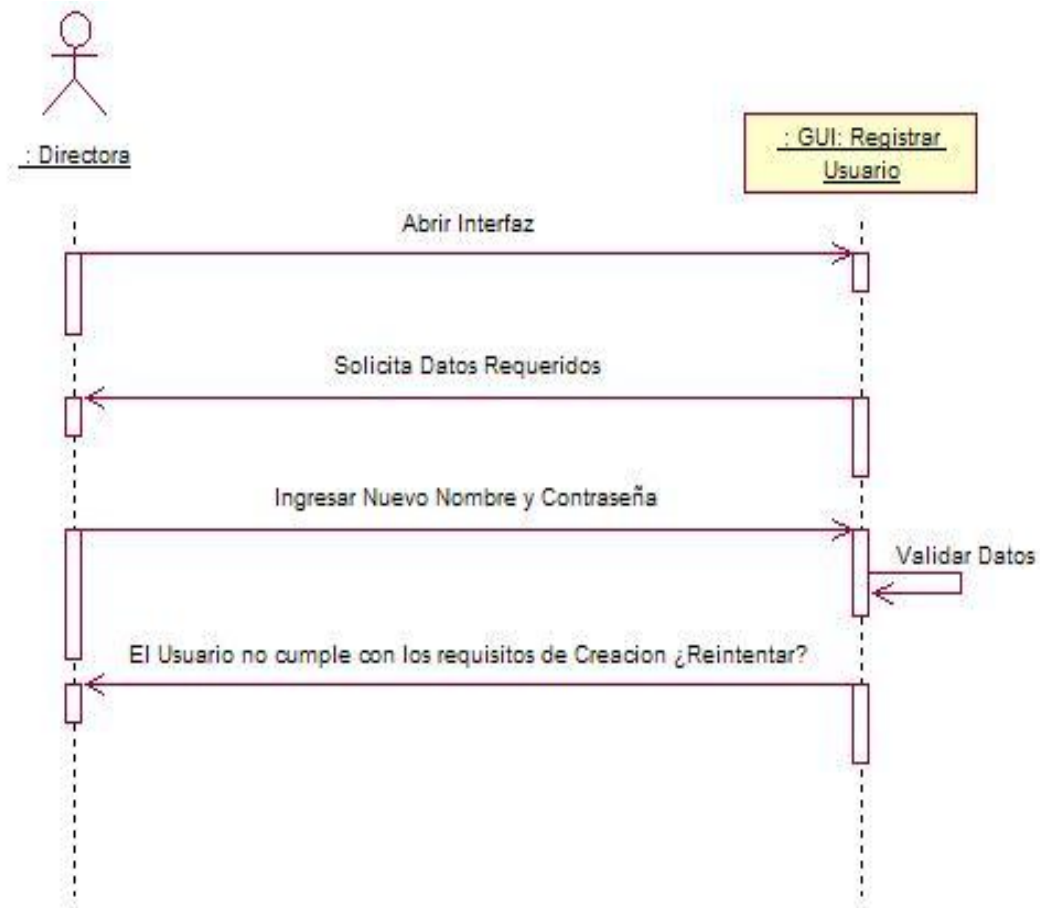 : Directora
: GUI: Registrar
Usuario
Abrir Interfaz
Solicita Datos Requeridos
Ingresar Nuevo Nombre y Contraseña
Validar Datos
El Usuario no cumple con los requisitos de Creacion ¿Reintentar?